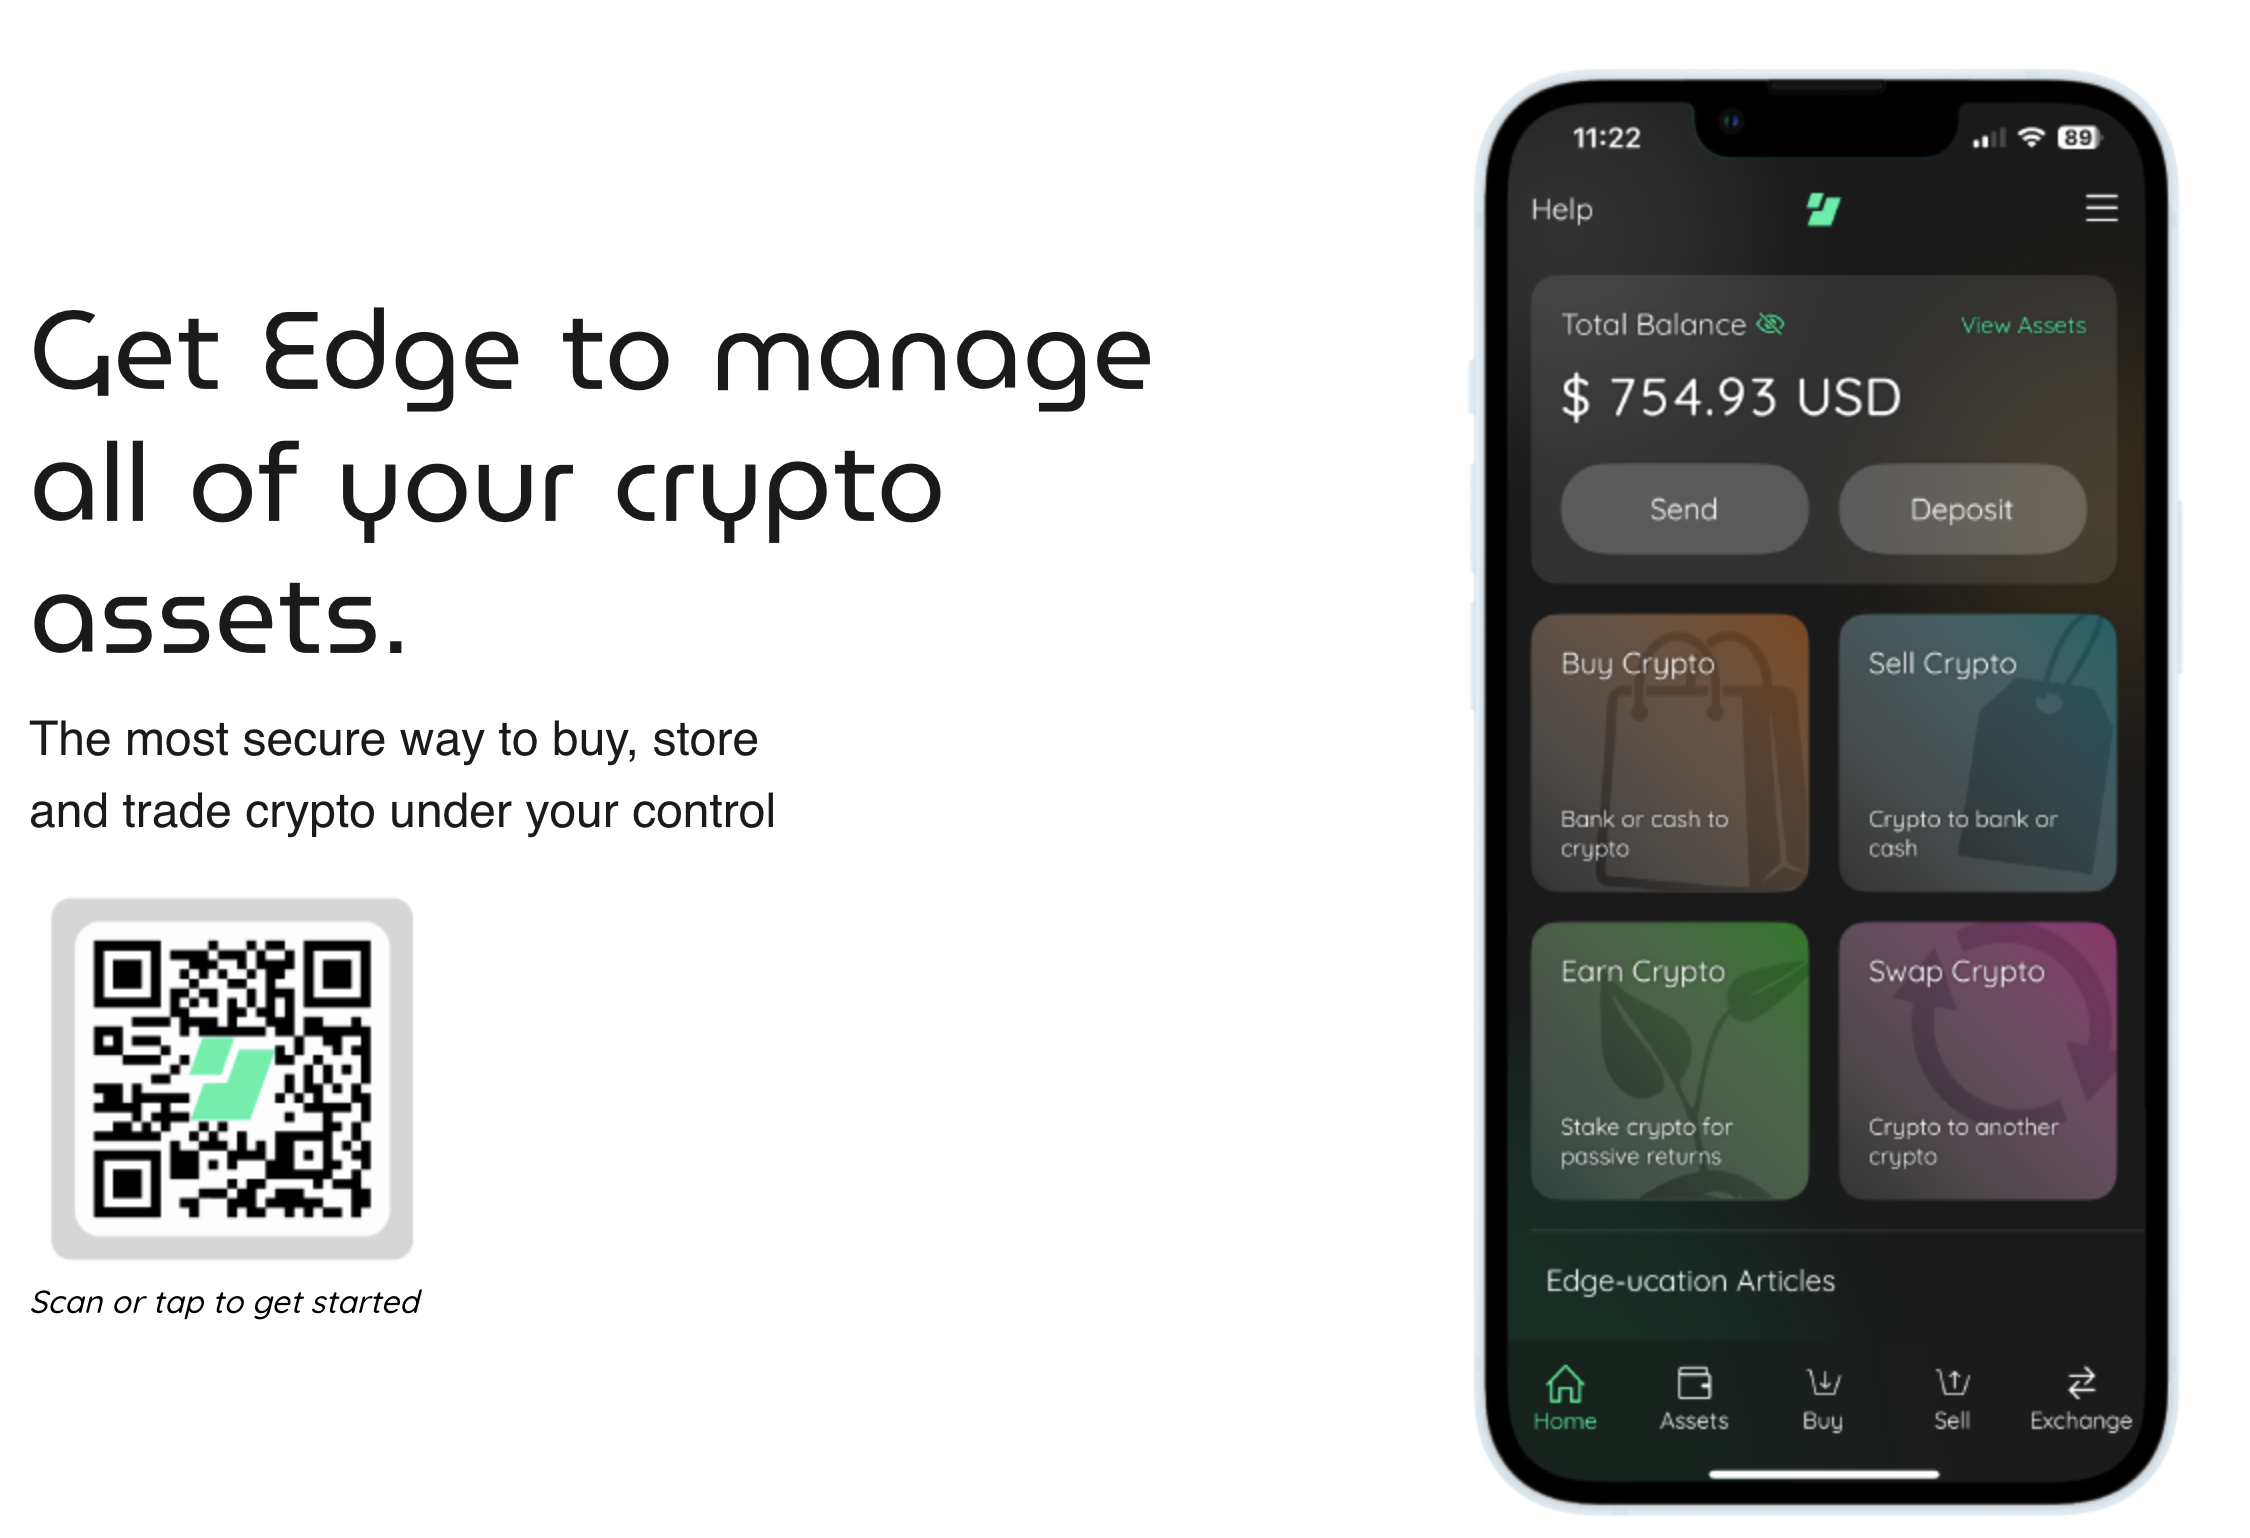 Get Edge to manage
all of your crypto
assets.
The most secure way to buy, store
and trade crypto under your control
Scan or tap to get started
11:22
89
Help
Total Balance
View Assets
$ 754.93 USD
Send
Deposit
Buy Crypto
Bank or cash to
crypto
Sell Crypto
Crypto to bank or
cash
Earn Crypto
Stake crypto for
passive returns
Swap Crypto
Crypto to another
crypto
Edge-ucation Articles
Home
Assets
Buy
Sell
Exchange